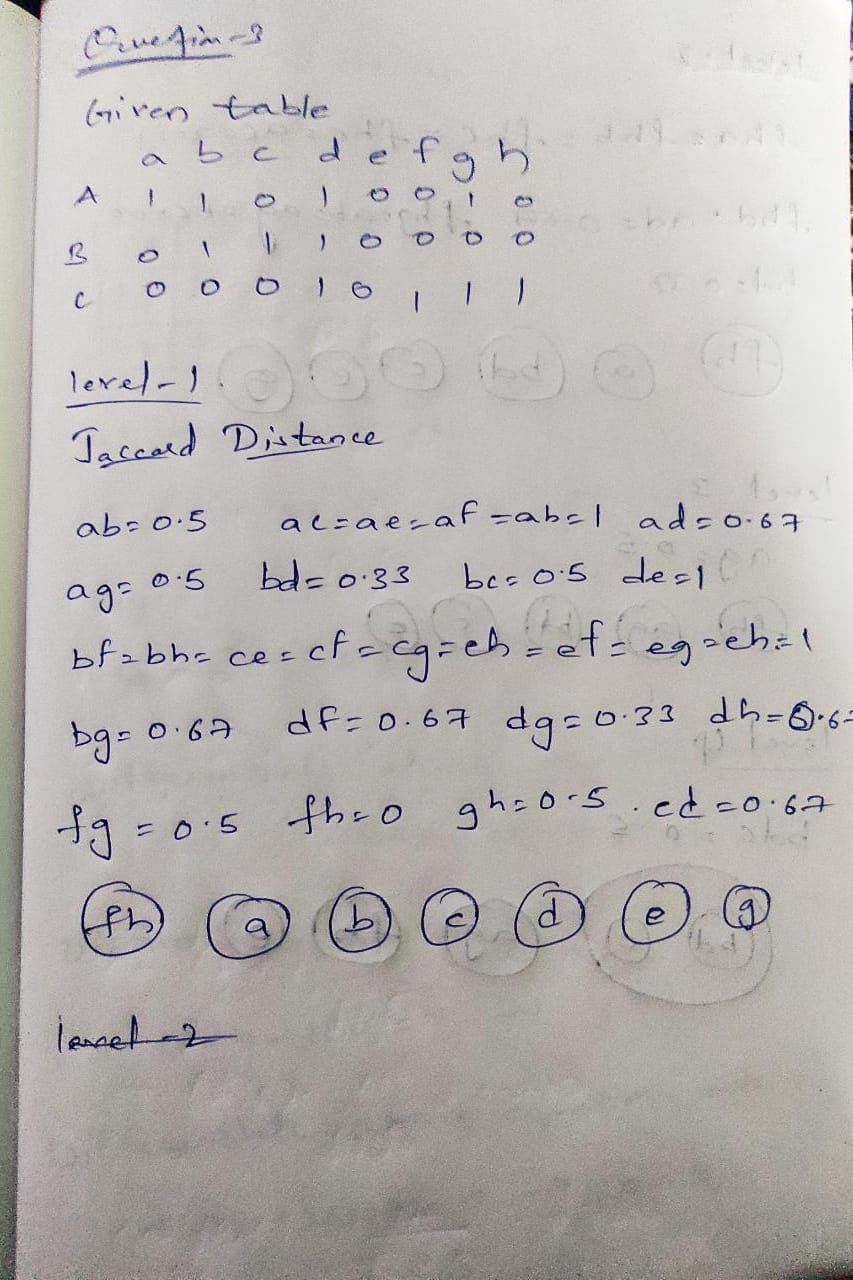 Question-3
Given table
a b c d e f g h
A 1 1 0 1 0 0 1 0
B 0 1 1 1 0 0 0 0
C 0 0 0 1 0 1 1 1
level-1
Jaccard Distance
ab=0.5 ac=ae=af=ah=1 ad=0.67
ag=0.5 bd=0.33 bc=0.5 de=1
bf=bh=ce=cf=cg=ch=ef=eg=eh=1
bg=0.67 df=0.67 dg=0.33 dh=0.6
fg=0.5 fh=0 gh=0.5. cd=0.67
fh a b c d e g
level-2